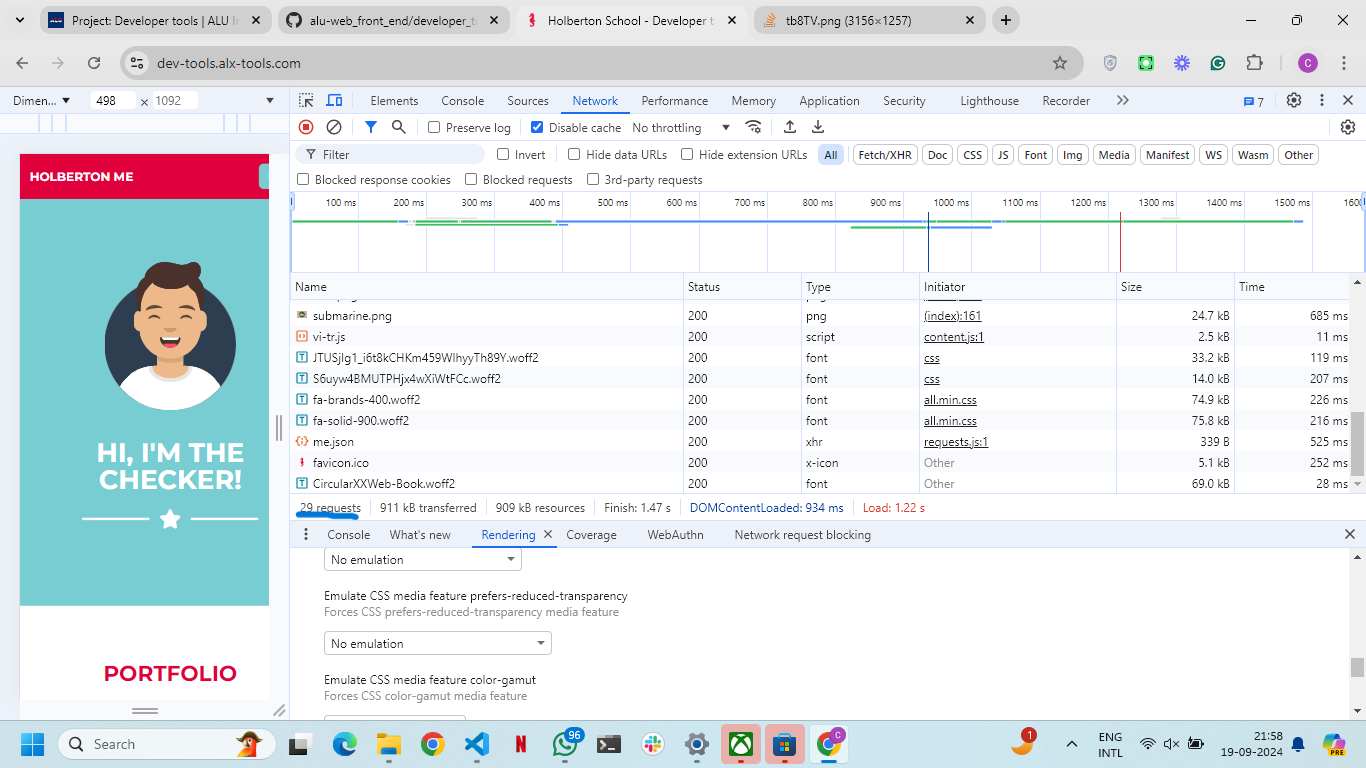 Project: Developer tools | ALU In
alu-web_front_end/developer_to
Holberton School - Developer t
tb8TV.png (3156×1257)
dev-tools.alx-tools.com
C
Dimen...
498
×
1092
Elements
Console
Sources
Network
Performance
Memory
Application
Security
Lighthouse
Recorder
7
Preserve log
Disable cache
No throttling
Filter
Invert
Hide data URLs
Hide extension URLs
All
Fetch/XHR
Doc
CSS
JS
Font
Img
Media
Manifest
WS
Wasm
Other
Blocked response cookies
Blocked requests
3rd-party requests
100 ms
200 ms
300 ms
400 ms
500 ms
600 ms
700 ms
800 ms
900 ms
1000 ms
1100 ms
1200 ms
1300 ms
1400 ms
1500 ms
1600
HOLBERTON ME
HI, I'M THE
CHECKER!
PORTFOLIO
Name Status Type Initiator Size Time
submarine.png 200 png (index):161 24.7 kB 685 ms
vi-tr.js 200 script content.js:1 2.5 kB 11 ms
JTUSjIg1_i6t8kCHKm459WlhyyTh89Y.woff2 200 font css 33.2 kB 119 ms
S6uyw4BMUTPHjx4wXiWtFCc.woff2 200 font css 14.0 kB 207 ms
fa-brands-400.woff2 200 font all.min.css 74.9 kB 226 ms
fa-solid-900.woff2 200 font all.min.css 75.8 kB 216 ms
me.json 200 xhr requests.js:1 339 B 525 ms
favicon.ico 200 x-icon Other 5.1 kB 252 ms
CircularXXWeb-Book.woff2 200 font Other 69.0 kB 28 ms
29 requests
911 kB transferred
909 kB resources
Finish: 1.47 s
DOMContentLoaded: 934 ms
Load: 1.22 s
Console
What's new
Rendering
Coverage
WebAuthn
Network request blocking
No emulation
Emulate CSS media feature prefers-reduced-transparency
Forces CSS prefers-reduced-transparency media feature
No emulation
Emulate CSS media feature color-gamut
Forces CSS color-gamut media feature
Search
96
N
C
1
ENG
INTL
21:58
19-09-2024
PRE